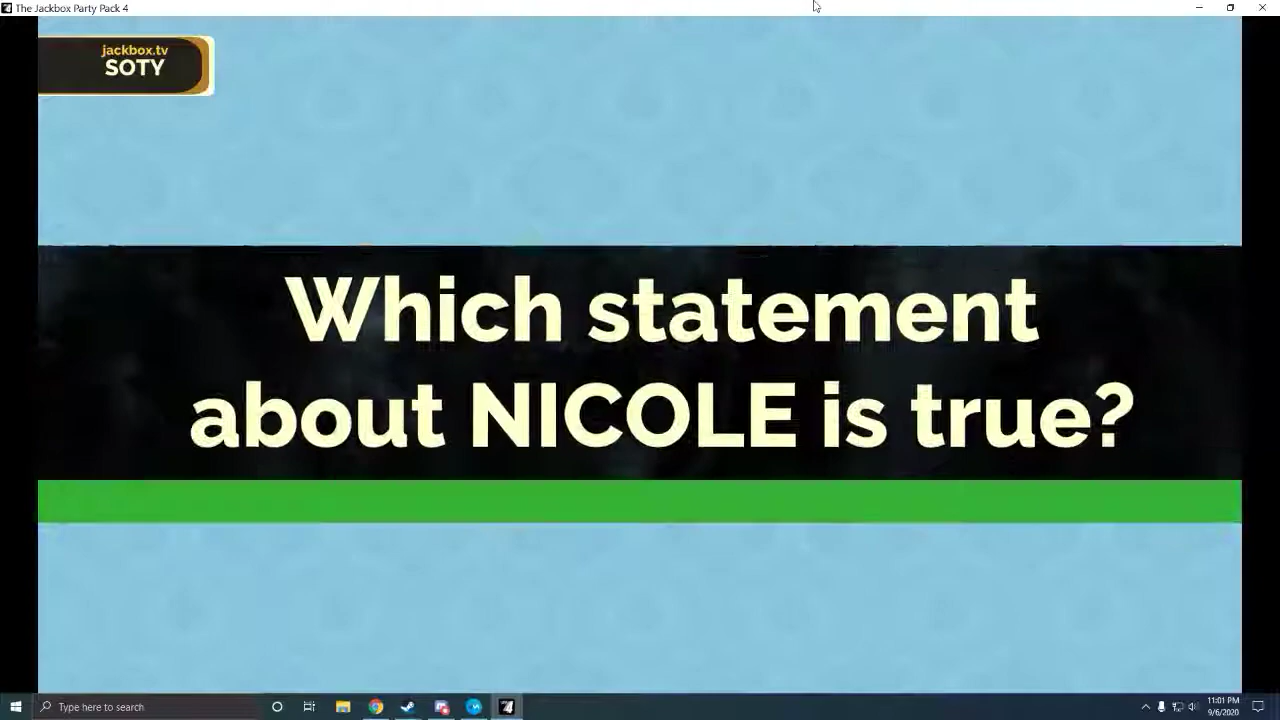 The Jackbox Party Pack 4
jackbox.tv
SOTY
Which statement
about NICOLE is true?
Type here to search
11:01 PM
9/6/2020